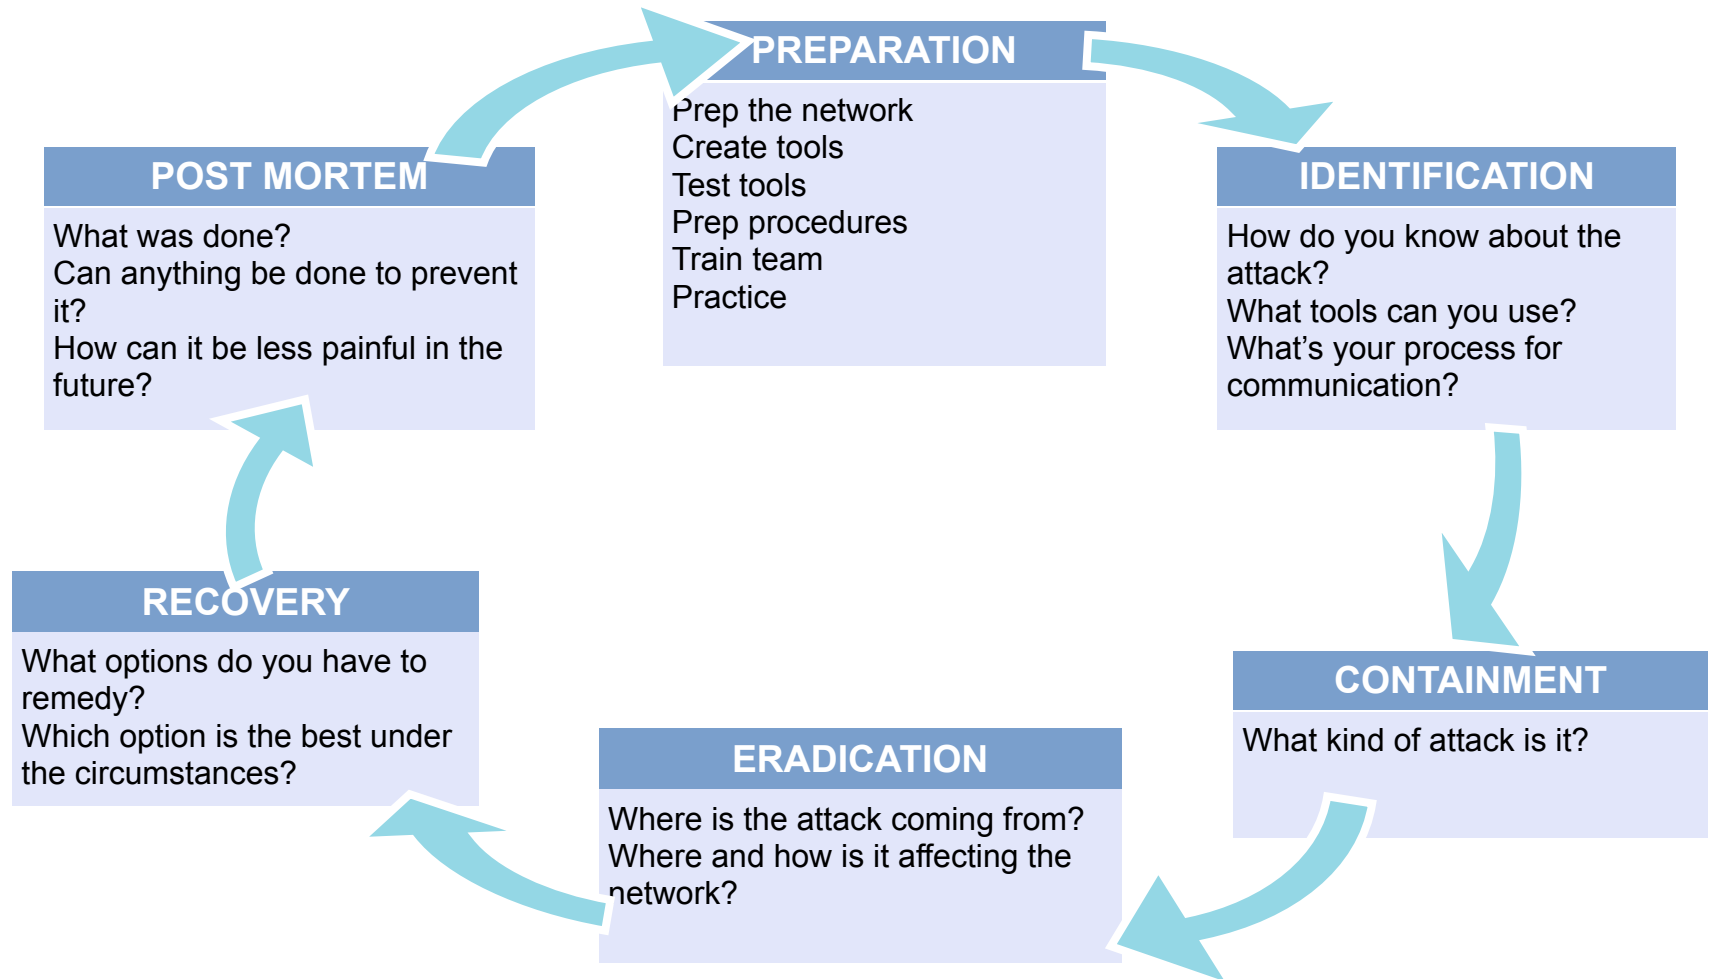 PREPARATION
Prep the network
Create tools
Test tools
Prep procedures
Train team
Practice
IDENTIFICATION
How do you know about the
attack?
What tools can you use?
What’s your process for
communication?
CONTAINMENT
What kind of attack is it?
ERADICATION
Where is the attack coming from?
Where and how is it affecting the
network?
RECOVERY
What options do you have to
remedy?
Which option is the best under
the circumstances?
POST MORTEM
What was done?
Can anything be done to prevent
it?
How can it be less painful in the
future?